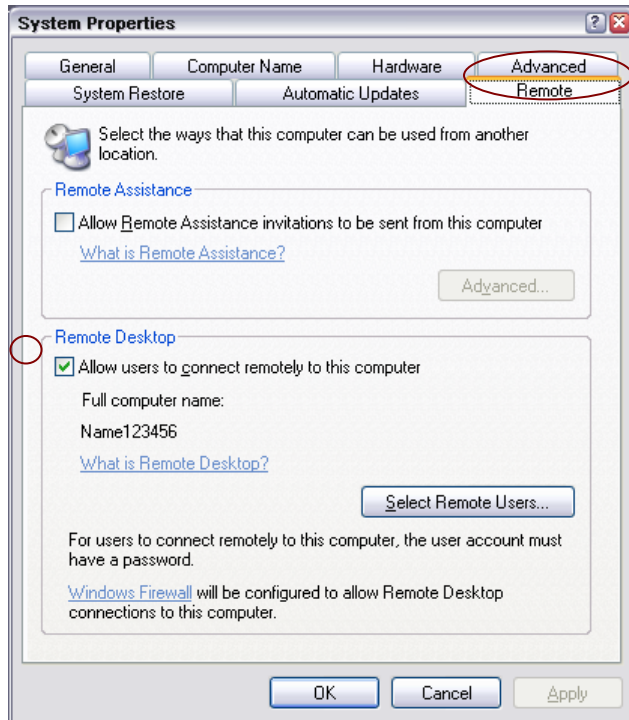 System Properties
General Computer Name Hardware Advanced
System Restore Automatic Updates Remote
Select the ways that this computer can be used from another
location.
Remote Assistance
Allow Remote Assistance invitations to be sent from this computer
What is Remote Assistance?
Advanced...
Remote Desktop
Allow users to connect remotely to this computer
Full computer name:
Name123456
What is Remote Desktop?
Select Remote Users...
For users to connect remotely to this computer, the user account must
have a password.
Windows Firewall will be configured to allow Remote Desktop
connections to this computer.
OK Cancel Apply